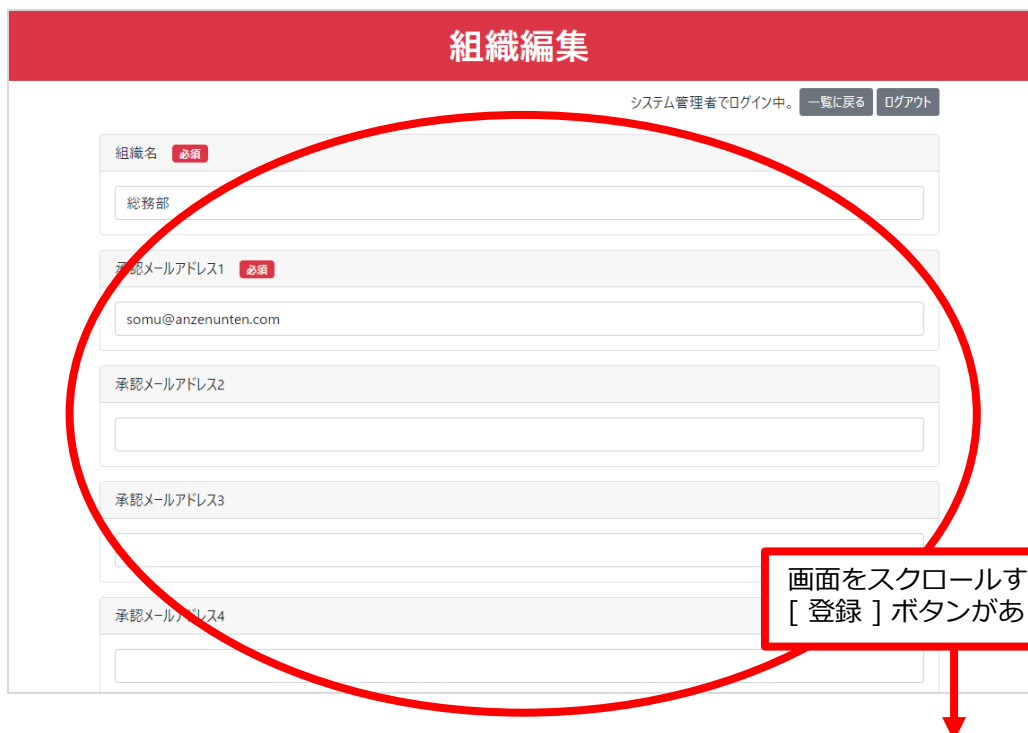 組織編集
システム管理者でログイン中。 一覧に戻る ログアウト
組織名 必須
総務部
承認メールアドレス1 必須
somu@anzenunten.com
承認メールアドレス2
承認メールアドレス3
画面をスクロールす
[ 登録 ] ボタンがあ
承認メールアドレス4